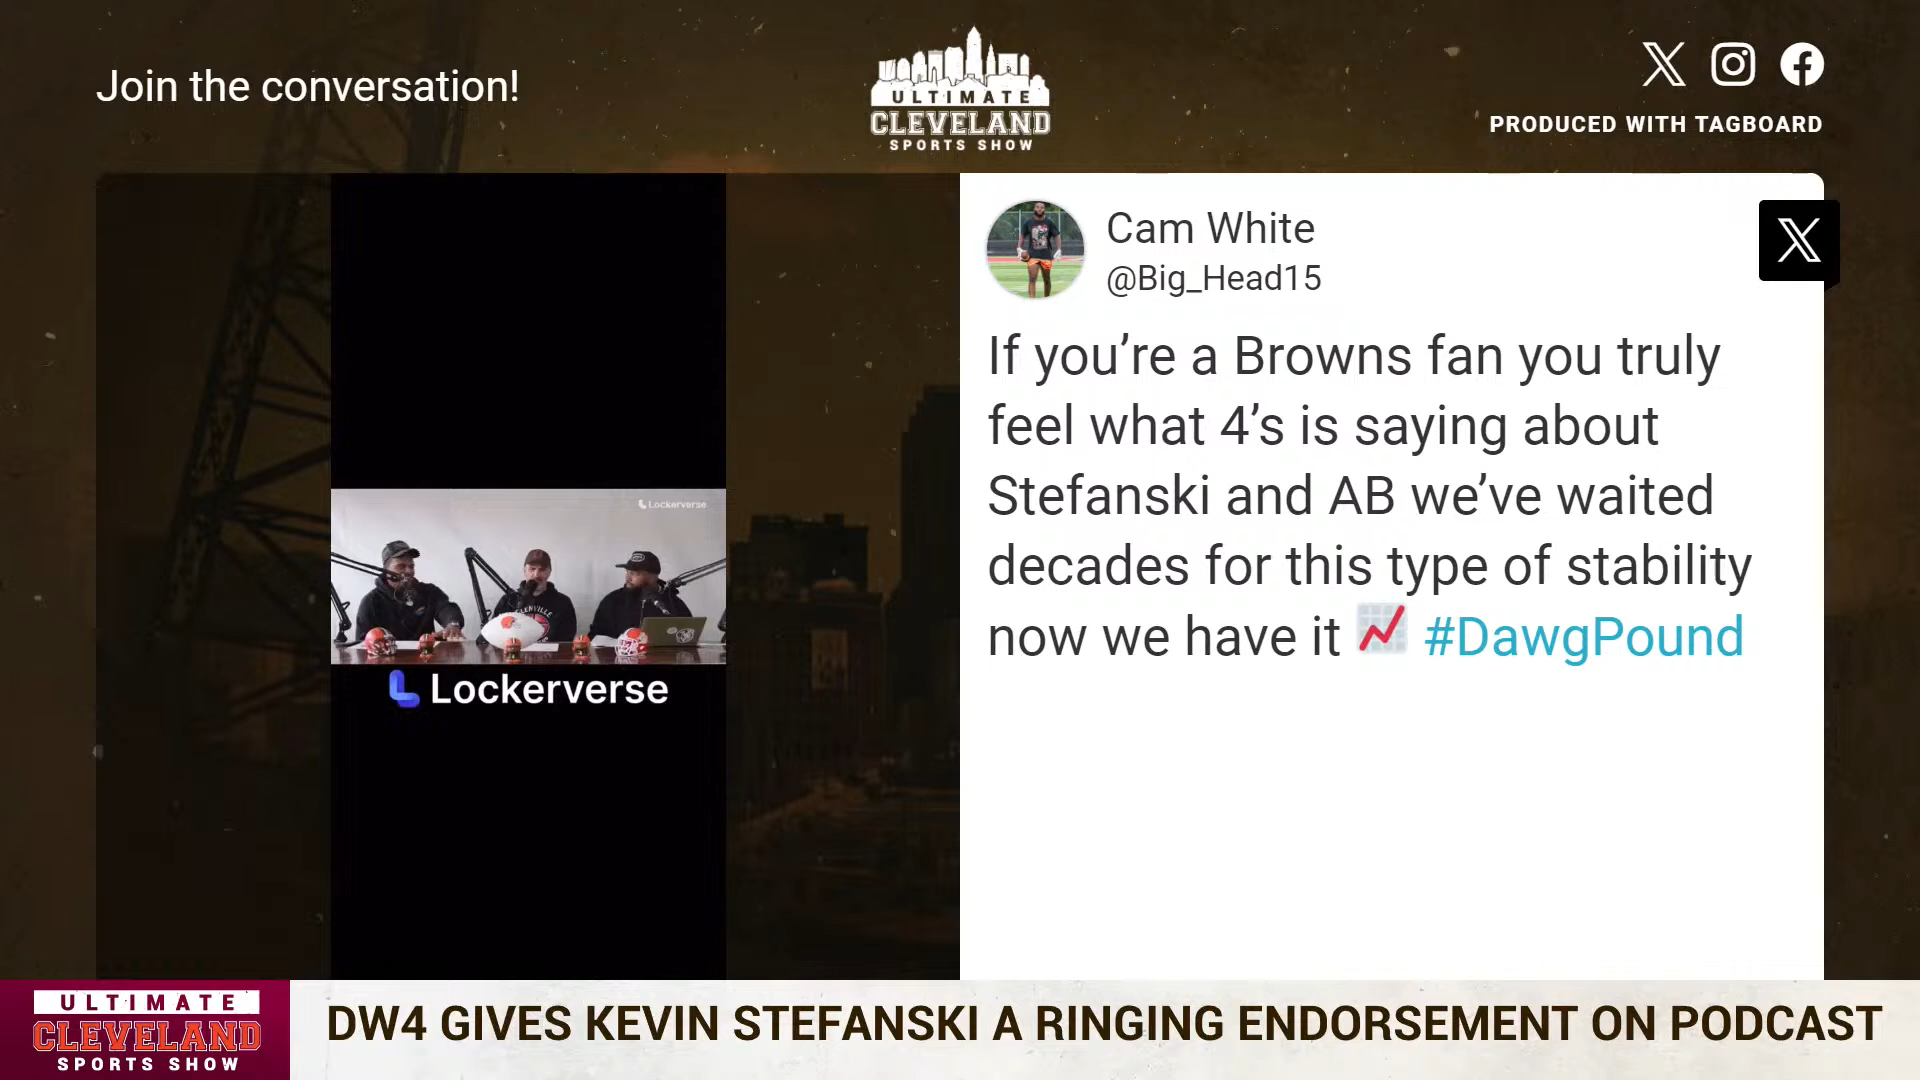 Join the conversation!
ULTIMATE
CLEVELAND
SPORTS SHOW
PRODUCED WITH TAGBOARD
Lockerverse
GLENVILLE
Lockerverse
Cam White
@Big_Head15
If you’re a Browns fan you truly
feel what 4’s is saying about
Stefanski and AB we’ve waited
decades for this type of stability
now we have it 📈 #DawgPound
ULTIMATE
CLEVELAND
SPORTS SHOW
DW4 GIVES KEVIN STEFANSKI A RINGING ENDORSEMENT ON PODCAST